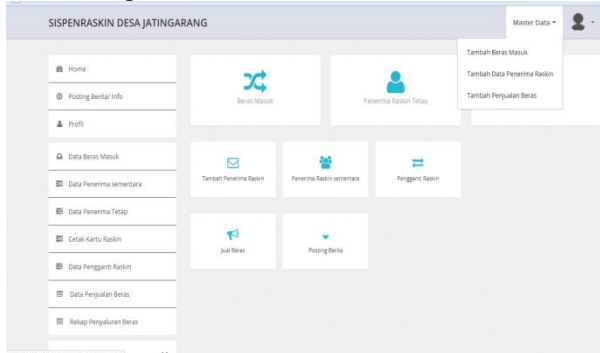 SISPENRASKIN DESA JATINGARANG
Master Data
Tambah Beras Masuk
Tambah Data Penerima Raskin
Tambah Penjualan Beras
Home
Posting Berita/ Info
Profil
Data Beras Masuk
Data Penerima sementara
Data Penerima Tetap
Cetak Kartu Raskin
Data Pengganti Raskin
Data Penjualan Beras
Rekap Penyaluran Beras
Beras Masuk
Penerima Raskin Tetap
Tambah Penerima Raskin
Penerima Raskin sementara
Pengganti Raskin
Jual Beras
Posting Berita